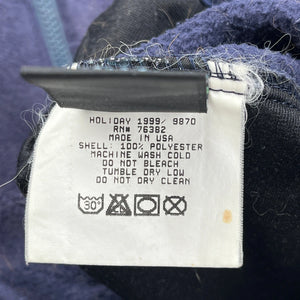 HOLIDAY 1999/ 9870
RN# 76382
MADE IN USA
SHELL: 100% POLYESTER
MACHINE WASH COLD
DO NOT BLEACH
TUMBLE DRY LOW
DO NOT DRY CLEAN
30°